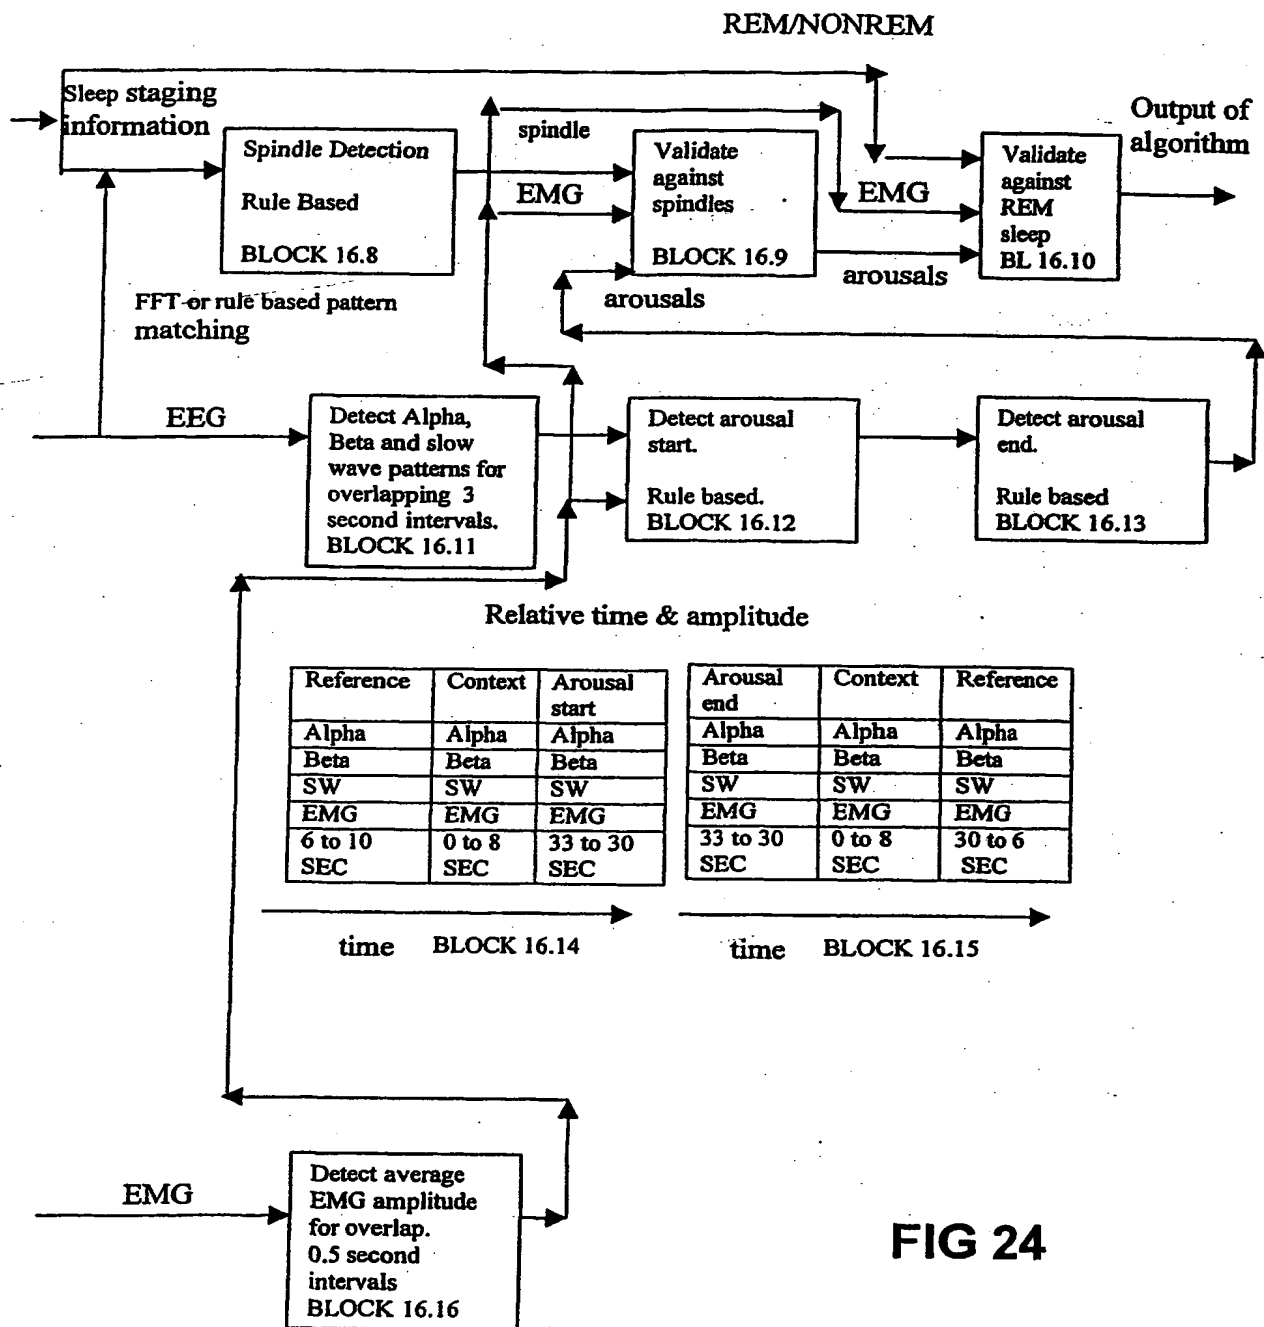 REM/NONREM
Sleep staging
information
Output of
algorithm
Spindle Detection
Rule Based
BLOCK 16.8
spindle
EMG
Validate
against
spindles
BLOCK 16.9
EMG
Validate
against
REM
sleep
BL 16.10
arousals
arousals
FFT or rule based pattern
matching
EEG
Detect Alpha,
Beta and slow
wave patterns for
overlapping 3
second intervals.
BLOCK 16.11
Detect arousal
start.
Rule based.
BLOCK 16.12
Detect arousal
end.
Rule based
BLOCK 16.13
Relative time & amplitude
Reference Context Arousal
start
Alpha Alpha Alpha
Beta Beta Beta
SW SW SW
EMG EMG EMG
6 to 10 0 to 8 33 to 30
SEC SEC SEC
time BLOCK 16.14
Arousal Context Reference
end
Alpha Alpha Alpha
Beta Beta Beta
SW SW SW
EMG EMG EMG
33 to 30 0 to 8 30 to 6
SEC SEC SEC
time BLOCK 16.15
EMG
Detect average
EMG amplitude
for overlap.
0.5 second
intervals
BLOCK 16.16
FIG 24